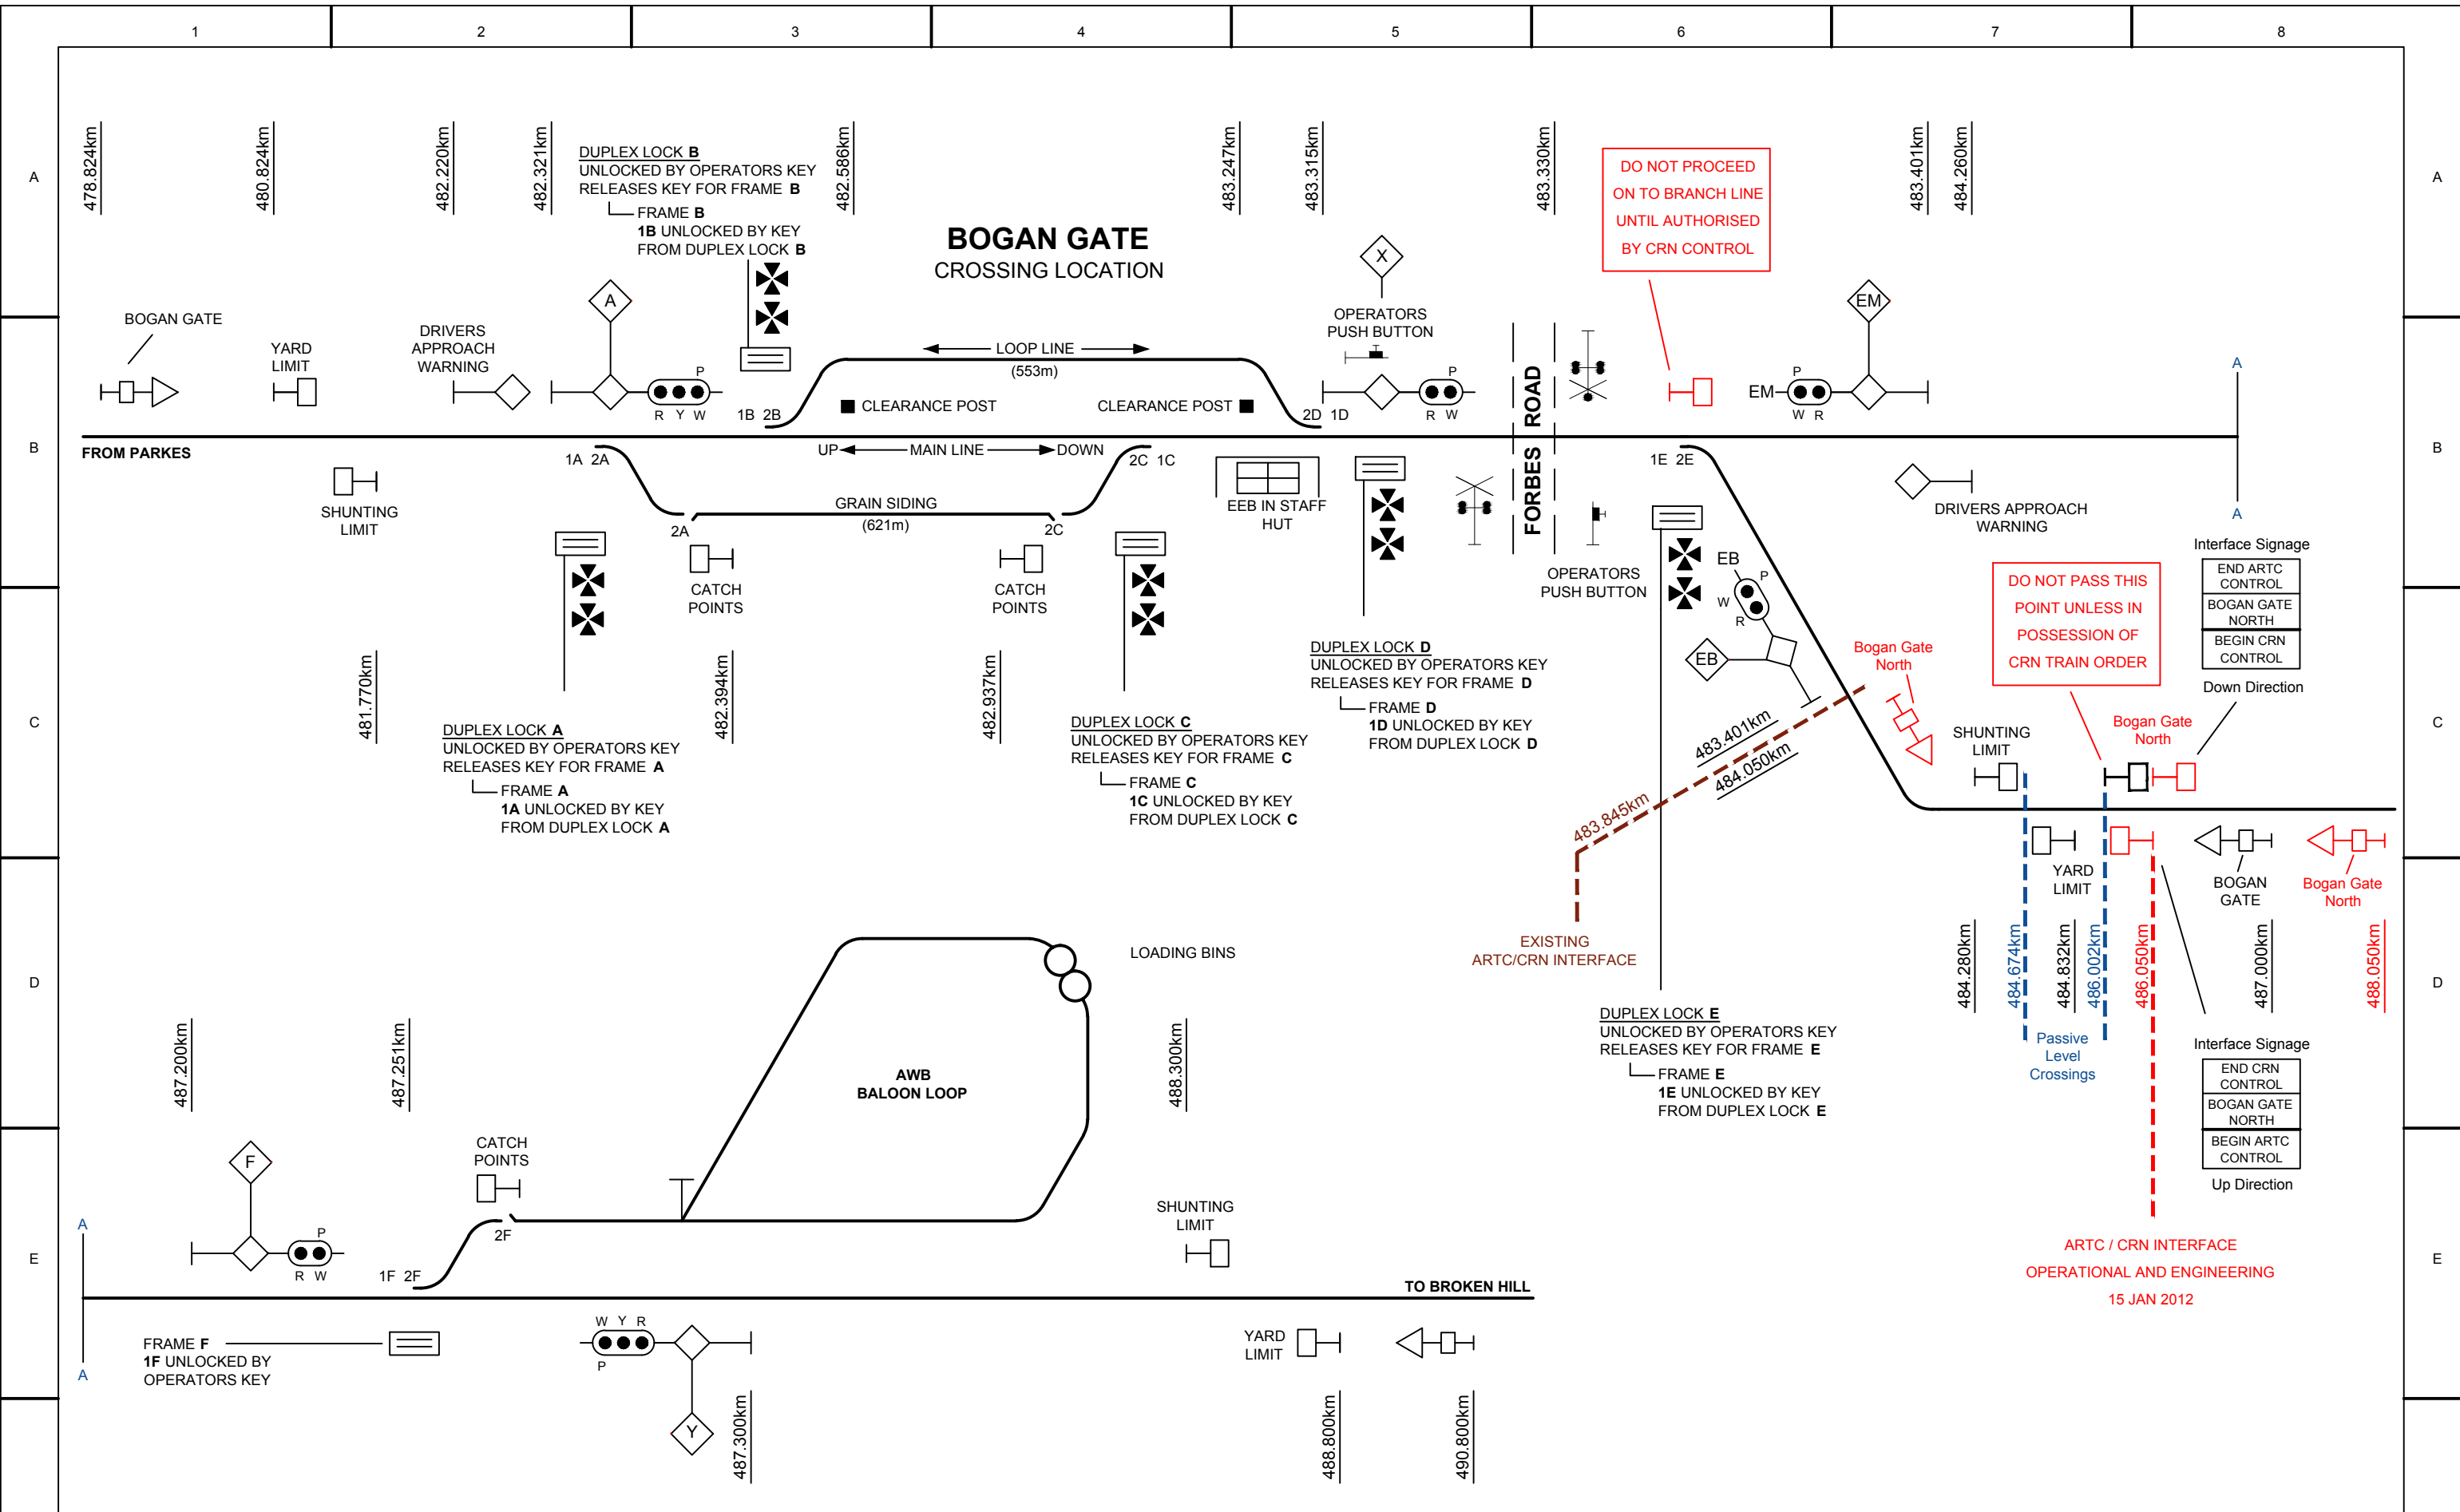 1 2 3 4 5 6 7 8
A
478.824km
480.824km
482.220km
482.321km
DUPLEX LOCK B
UNLOCKED BY OPERATORS KEY
RELEASES KEY FOR FRAME B
FRAME B
1B UNLOCKED BY KEY
FROM DUPLEX LOCK B
482.586km
BOGAN GATE
CROSSING LOCATION
483.247km
483.315km
483.330km
DO NOT PROCEED
ON TO BRANCH LINE
UNTIL AUTHORISED
BY CRN CONTROL
483.401km
484.260km
A
BOGAN GATE
YARD
LIMIT
DRIVERS
APPROACH
WARNING
A
P
R Y W
1B 2B
LOOP LINE
(553m)
CLEARANCE POST
CLEARANCE POST
X
OPERATORS
PUSH BUTTON
P
R W
2D 1D
FORBES ROAD
EM
EM
P
W R
A
B
FROM PARKES
SHUNTING
LIMIT
1A 2A
UP
MAIN LINE
DOWN
2C 1C
GRAIN SIDING
(621m)
2A
2C
CATCH
POINTS
CATCH
POINTS
EEB IN STAFF
HUT
OPERATORS
PUSH BUTTON
1E 2E
DRIVERS APPROACH
WARNING
A
B
Interface Signage
END ARTC
CONTROL
BOGAN GATE
NORTH
BEGIN CRN
CONTROL
Down Direction
C
481.770km
DUPLEX LOCK A
UNLOCKED BY OPERATORS KEY
RELEASES KEY FOR FRAME A
FRAME A
1A UNLOCKED BY KEY
FROM DUPLEX LOCK A
482.394km
482.937km
DUPLEX LOCK C
UNLOCKED BY OPERATORS KEY
RELEASES KEY FOR FRAME C
FRAME C
1C UNLOCKED BY KEY
FROM DUPLEX LOCK C
DUPLEX LOCK D
UNLOCKED BY OPERATORS KEY
RELEASES KEY FOR FRAME D
FRAME D
1D UNLOCKED BY KEY
FROM DUPLEX LOCK D
EB
P
W
R
EB
483.401km
484.050km
483.845km
Bogan Gate
North
DO NOT PASS THIS
POINT UNLESS IN
POSSESSION OF
CRN TRAIN ORDER
SHUNTING
LIMIT
Bogan Gate
North
C
D
EXISTING
ARTC/CRN INTERFACE
YARD
LIMIT
BOGAN
GATE
Bogan Gate
North
484.280km
484.674km
484.832km
486.002km
486.050km
487.000km
488.050km
D
Passive
Level
Crossings
DUPLEX LOCK E
UNLOCKED BY OPERATORS KEY
RELEASES KEY FOR FRAME E
FRAME E
1E UNLOCKED BY KEY
FROM DUPLEX LOCK E
Interface Signage
END CRN
CONTROL
BOGAN GATE
NORTH
BEGIN ARTC
CONTROL
Up Direction
LOADING BINS
AWB
BALOON LOOP
487.200km
487.251km
488.300km
E
A
F
P
R W
CATCH
POINTS
2F
1F 2F
SHUNTING
LIMIT
TO BROKEN HILL
ARTC / CRN INTERFACE
OPERATIONAL AND ENGINEERING
15 JAN 2012
E
A
FRAME F
1F UNLOCKED BY
OPERATORS KEY
W Y R
P
Y
487.300km
YARD
LIMIT
488.800km
490.800km